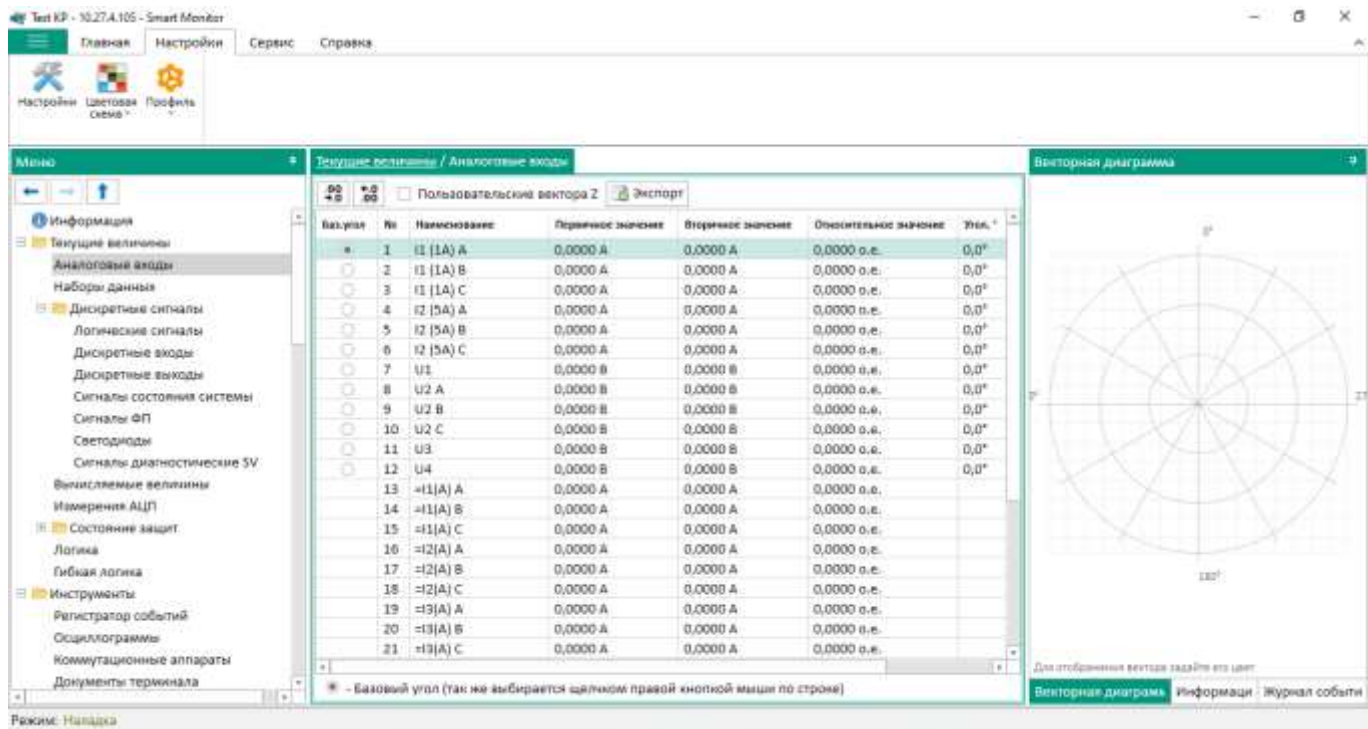 Test KP - 10.27.4.105 - Smart Monitor
Главная Настройки Сервис Справка
Настройки Цветовая схема Профиль
Меню
Информация
Текущие величины
Аналоговые входы
Наборы данных
Дискретные сигналы
Логические сигналы
Дискретные входы
Дискретные выходы
Сигналы состояния системы
Сигналы ФП
Светодиоды
Сигналы диагностические SV
Вычисляемые величины
Измерения АЦП
Состояние защит
Логика
Гибкая логика
Инструменты
Регистратор событий
Осциллограммы
Коммутационные аппараты
Документы терминала
Текущие величины / Аналоговые входы
Пользовательские вектора Z Экспорт
Баз.угол № Наименование Первичное значение Вторичное значение Относительное значение Угол, °
1 I1 (1A) A 0,0000 А 0,0000 А 0,0000 о.е. 0,0°
2 I1 (1A) B 0,0000 А 0,0000 А 0,0000 о.е. 0,0°
3 I1 (1A) C 0,0000 А 0,0000 А 0,0000 о.е. 0,0°
4 I2 (5A) A 0,0000 А 0,0000 А 0,0000 о.е. 0,0°
5 I2 (5A) B 0,0000 А 0,0000 А 0,0000 о.е. 0,0°
6 I2 (5A) C 0,0000 А 0,0000 А 0,0000 о.е. 0,0°
7 U1 0,0000 В 0,0000 В 0,0000 о.е. 0,0°
8 U2 A 0,0000 В 0,0000 В 0,0000 о.е. 0,0°
9 U2 B 0,0000 В 0,0000 В 0,0000 о.е. 0,0°
10 U2 C 0,0000 В 0,0000 В 0,0000 о.е. 0,0°
11 U3 0,0000 В 0,0000 В 0,0000 о.е. 0,0°
12 U4 0,0000 В 0,0000 В 0,0000 о.е. 0,0°
13 =I1(A) A 0,0000 А 0,0000 А 0,0000 о.е.
14 =I1(A) B 0,0000 А 0,0000 А 0,0000 о.е.
15 =I1(A) C 0,0000 А 0,0000 А 0,0000 о.е.
16 =I2(A) A 0,0000 А 0,0000 А 0,0000 о.е.
17 =I2(A) B 0,0000 А 0,0000 А 0,0000 о.е.
18 =I2(A) C 0,0000 А 0,0000 А 0,0000 о.е.
19 =I3(A) A 0,0000 А 0,0000 А 0,0000 о.е.
20 =I3(A) B 0,0000 А 0,0000 А 0,0000 о.е.
21 =I3(A) C 0,0000 А 0,0000 А 0,0000 о.е.
- Базовый угол (так же выбирается щелчком правой кнопкой мыши по строке)
Векторная диаграмма
0°
27
180°
Для отображения вектора задайте его цвет
Векторная диаграмм Информаци Журнал событи
Режим: Наладка